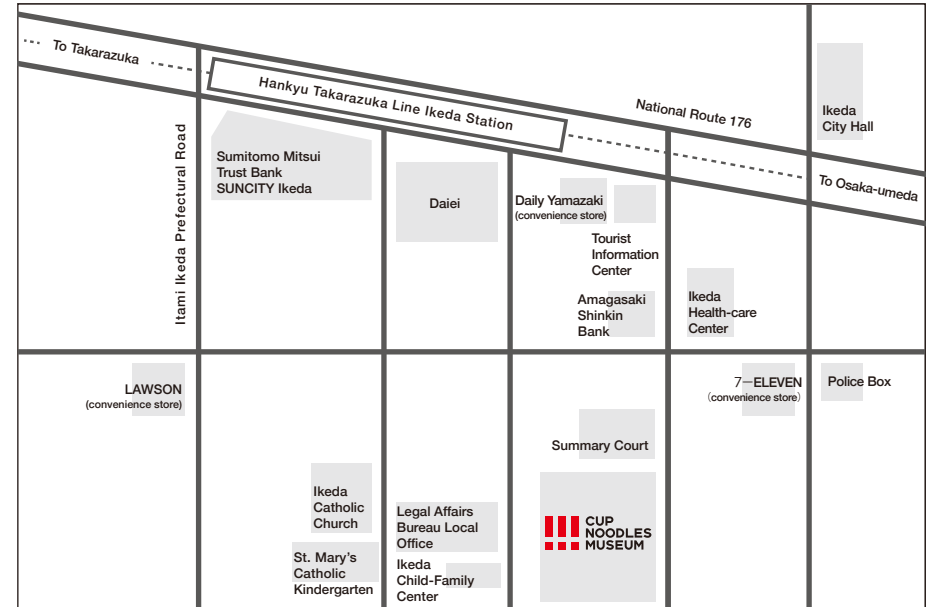 To Takarazuka
Hankyu Takarazuka Line Ikeda Station
National Route 176
Ikeda
City Hall
To Osaka-umeda
Itami Ikeda Prefectural Road
Sumitomo Mitsui
Trust Bank
SUNCITY Ikeda
Daiei
Daily Yamazaki
(convenience store)
Tourist
Information
Center
Amagasaki
Shinkin
Bank
Ikeda
Health-care
Center
LAWSON
(convenience store)
7−ELEVEN
(convenience store)
Police Box
Summary Court
Ikeda
Catholic
Church
Legal Affairs
Bureau Local
Office
CUP
NOODLES
MUSEUM
St. Mary’s
Catholic
Kindergarten
Ikeda
Child-Family
Center